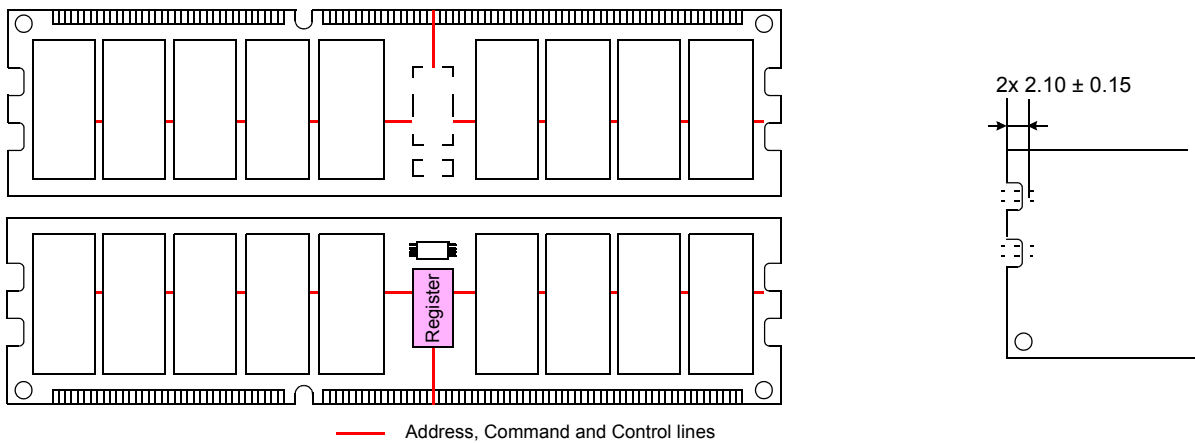 2x 2.10 ± 0.15
Register
Address, Command and Control lines